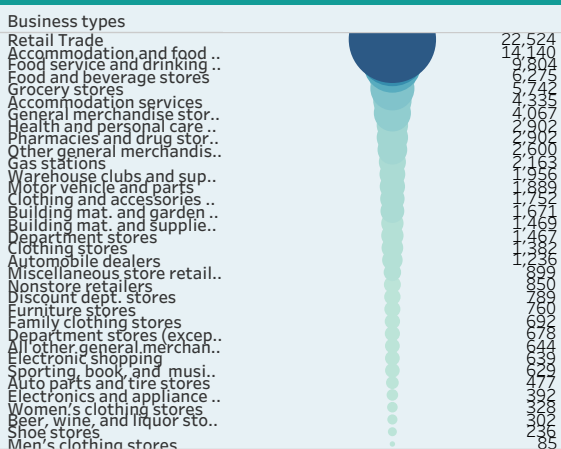 Business types
Retail Trade 22,524
Accommodation and food .. 14,140
Food service and drinking .. 9,804
Food and beverage stores 6,275
Grocery stores 5,742
Accommodation services 4,335
General merchandise stor.. 4,067
Health and personal care .. 2,902
Pharmacies and drug stor.. 2,902
Other general merchandis.. 2,600
Gas stations 2,163
Warehouse clubs and sup.. 1,956
Motor vehicle and parts 1,889
Clothing and accessories .. 1,752
Building mat. and garden .. 1,671
Building mat. and supplie.. 1,469
Department stores 1,467
Clothing stores 1,382
Automobile dealers 1,236
Miscellaneous store retail.. 899
Nonstore retailers 850
Discount dept. stores 789
Furniture stores 760
Family clothing stores 692
Department stores (excep.. 678
All other general merchan.. 644
Electronic shopping 639
Sporting, book, and musi.. 629
Auto parts and tire stores 477
Electronics and appliance .. 392
Women's clothing stores 328
Beer, wine, and liquor sto.. 302
Shoe stores 236
Men's clothing stores 85